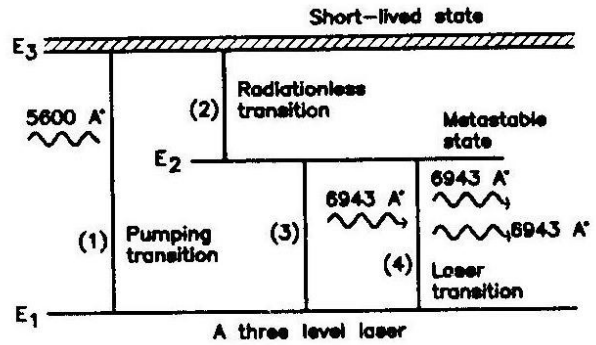 Short-lived state
E3
5600 A°
(2)
Radiationless
transition
Metastable
state
E2
6943 A°
6943 A°
6943 A°
(1)
Pumping
transition
(3)
(4)
Laser
transition
E1
A three level laser